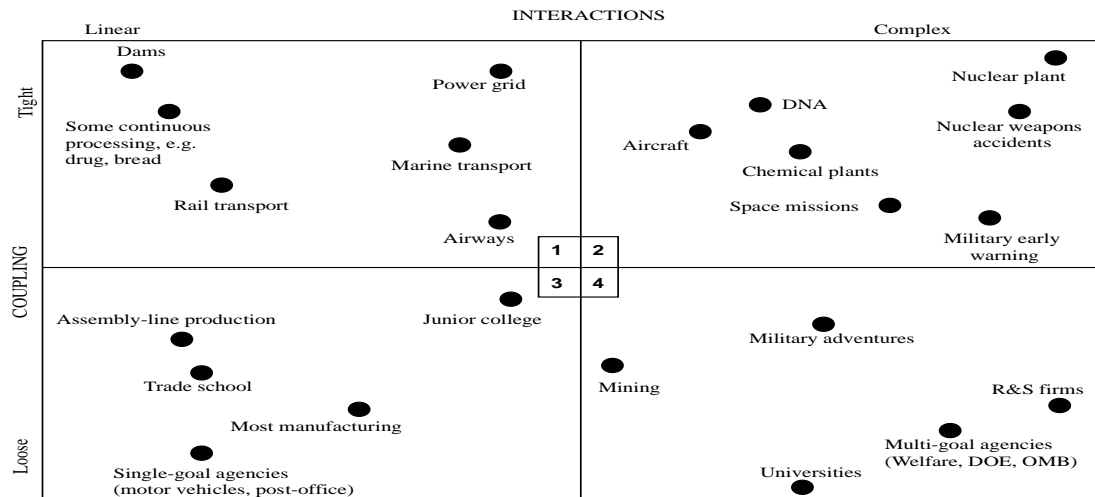 INTERACTIONS
Linear
Complex
Dams
Power grid
Nuclear plant
Tight
DNA
Some continuous
processing, e.g.
drug, bread
Aircraft
Nuclear weapons
accidents
Marine transport
Chemical plants
Rail transport
Space missions
Airways
Military early
warning
1 2
COUPLING
3 4
Assembly-line production
Junior college
Military adventures
Trade school
Mining
R&S firms
Most manufacturing
Multi-goal agencies
(Welfare, DOE, OMB)
Loose
Single-goal agencies
(motor vehicles, post-office)
Universities